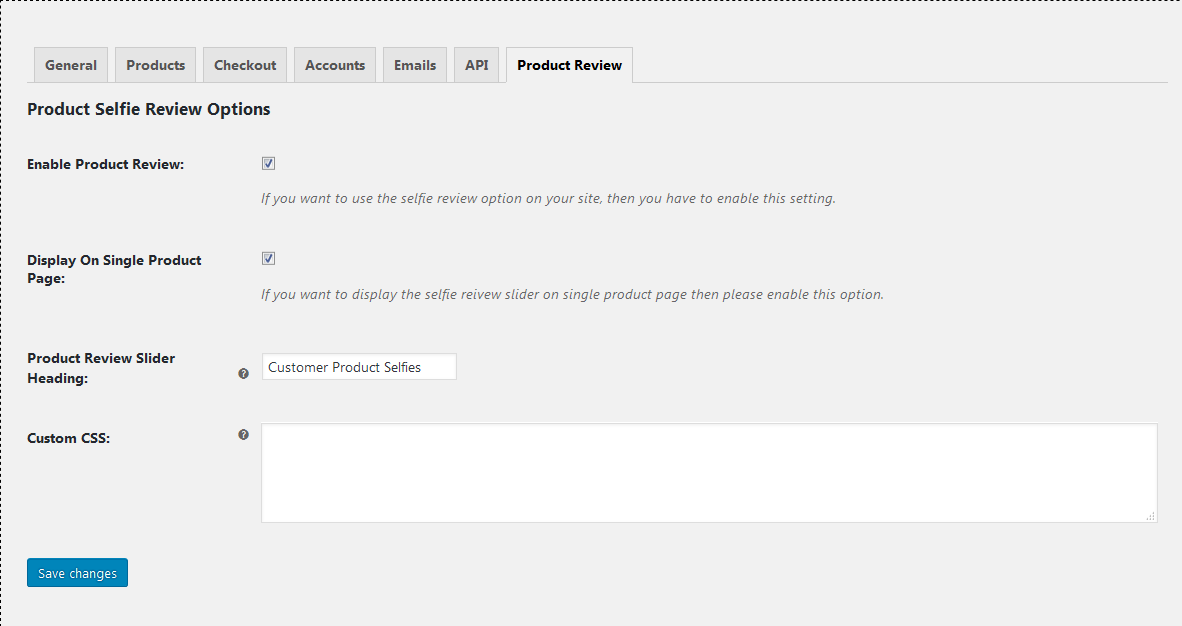 General Products Checkout Accounts Emails API Product Review
Product Selfie Review Options
Enable Product Review:
If you want to use the selfie review option on your site, then you have to enable this setting.
Display On Single Product
Page:
If you want to display the selfie reivew slider on single product page then please enable this option.
Product Review Slider
Heading:
? Customer Product Selfies
Custom CSS: ?
Save changes